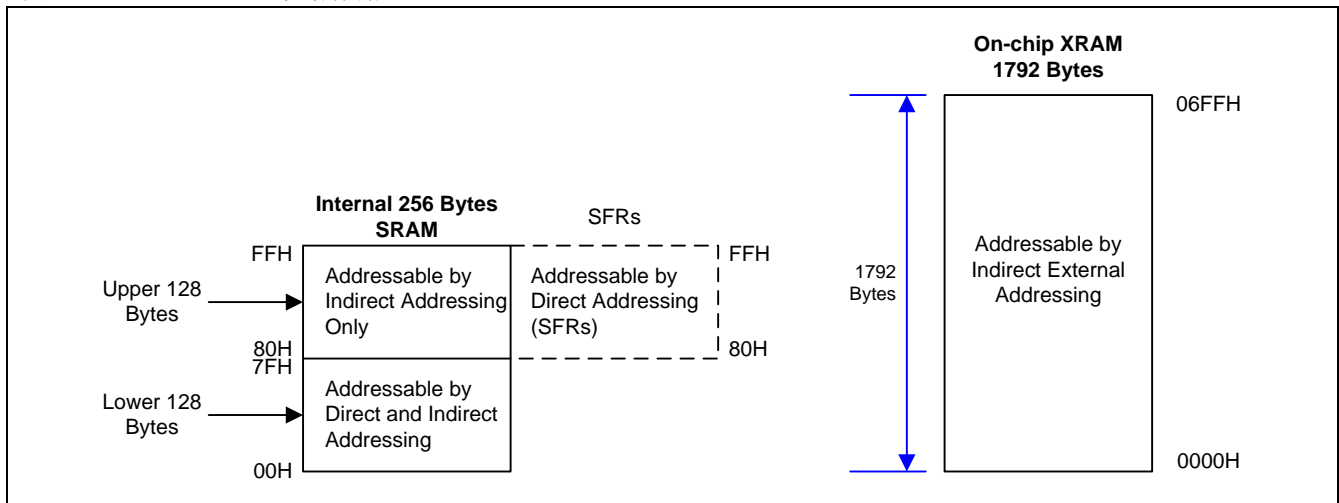 On-chip XRAM
1792 Bytes
06FFH
Internal 256 Bytes
SRAM
SFRs
FFH
FFH
Addressable by
Indirect Addressing
Only
Addressable by
Direct Addressing
(SFRs)
Upper 128
Bytes
80H
7FH
80H
Addressable by
Direct and Indirect
Addressing
Lower 128
Bytes
00H
1792
Bytes
Addressable by
Indirect External
Addressing
0000H